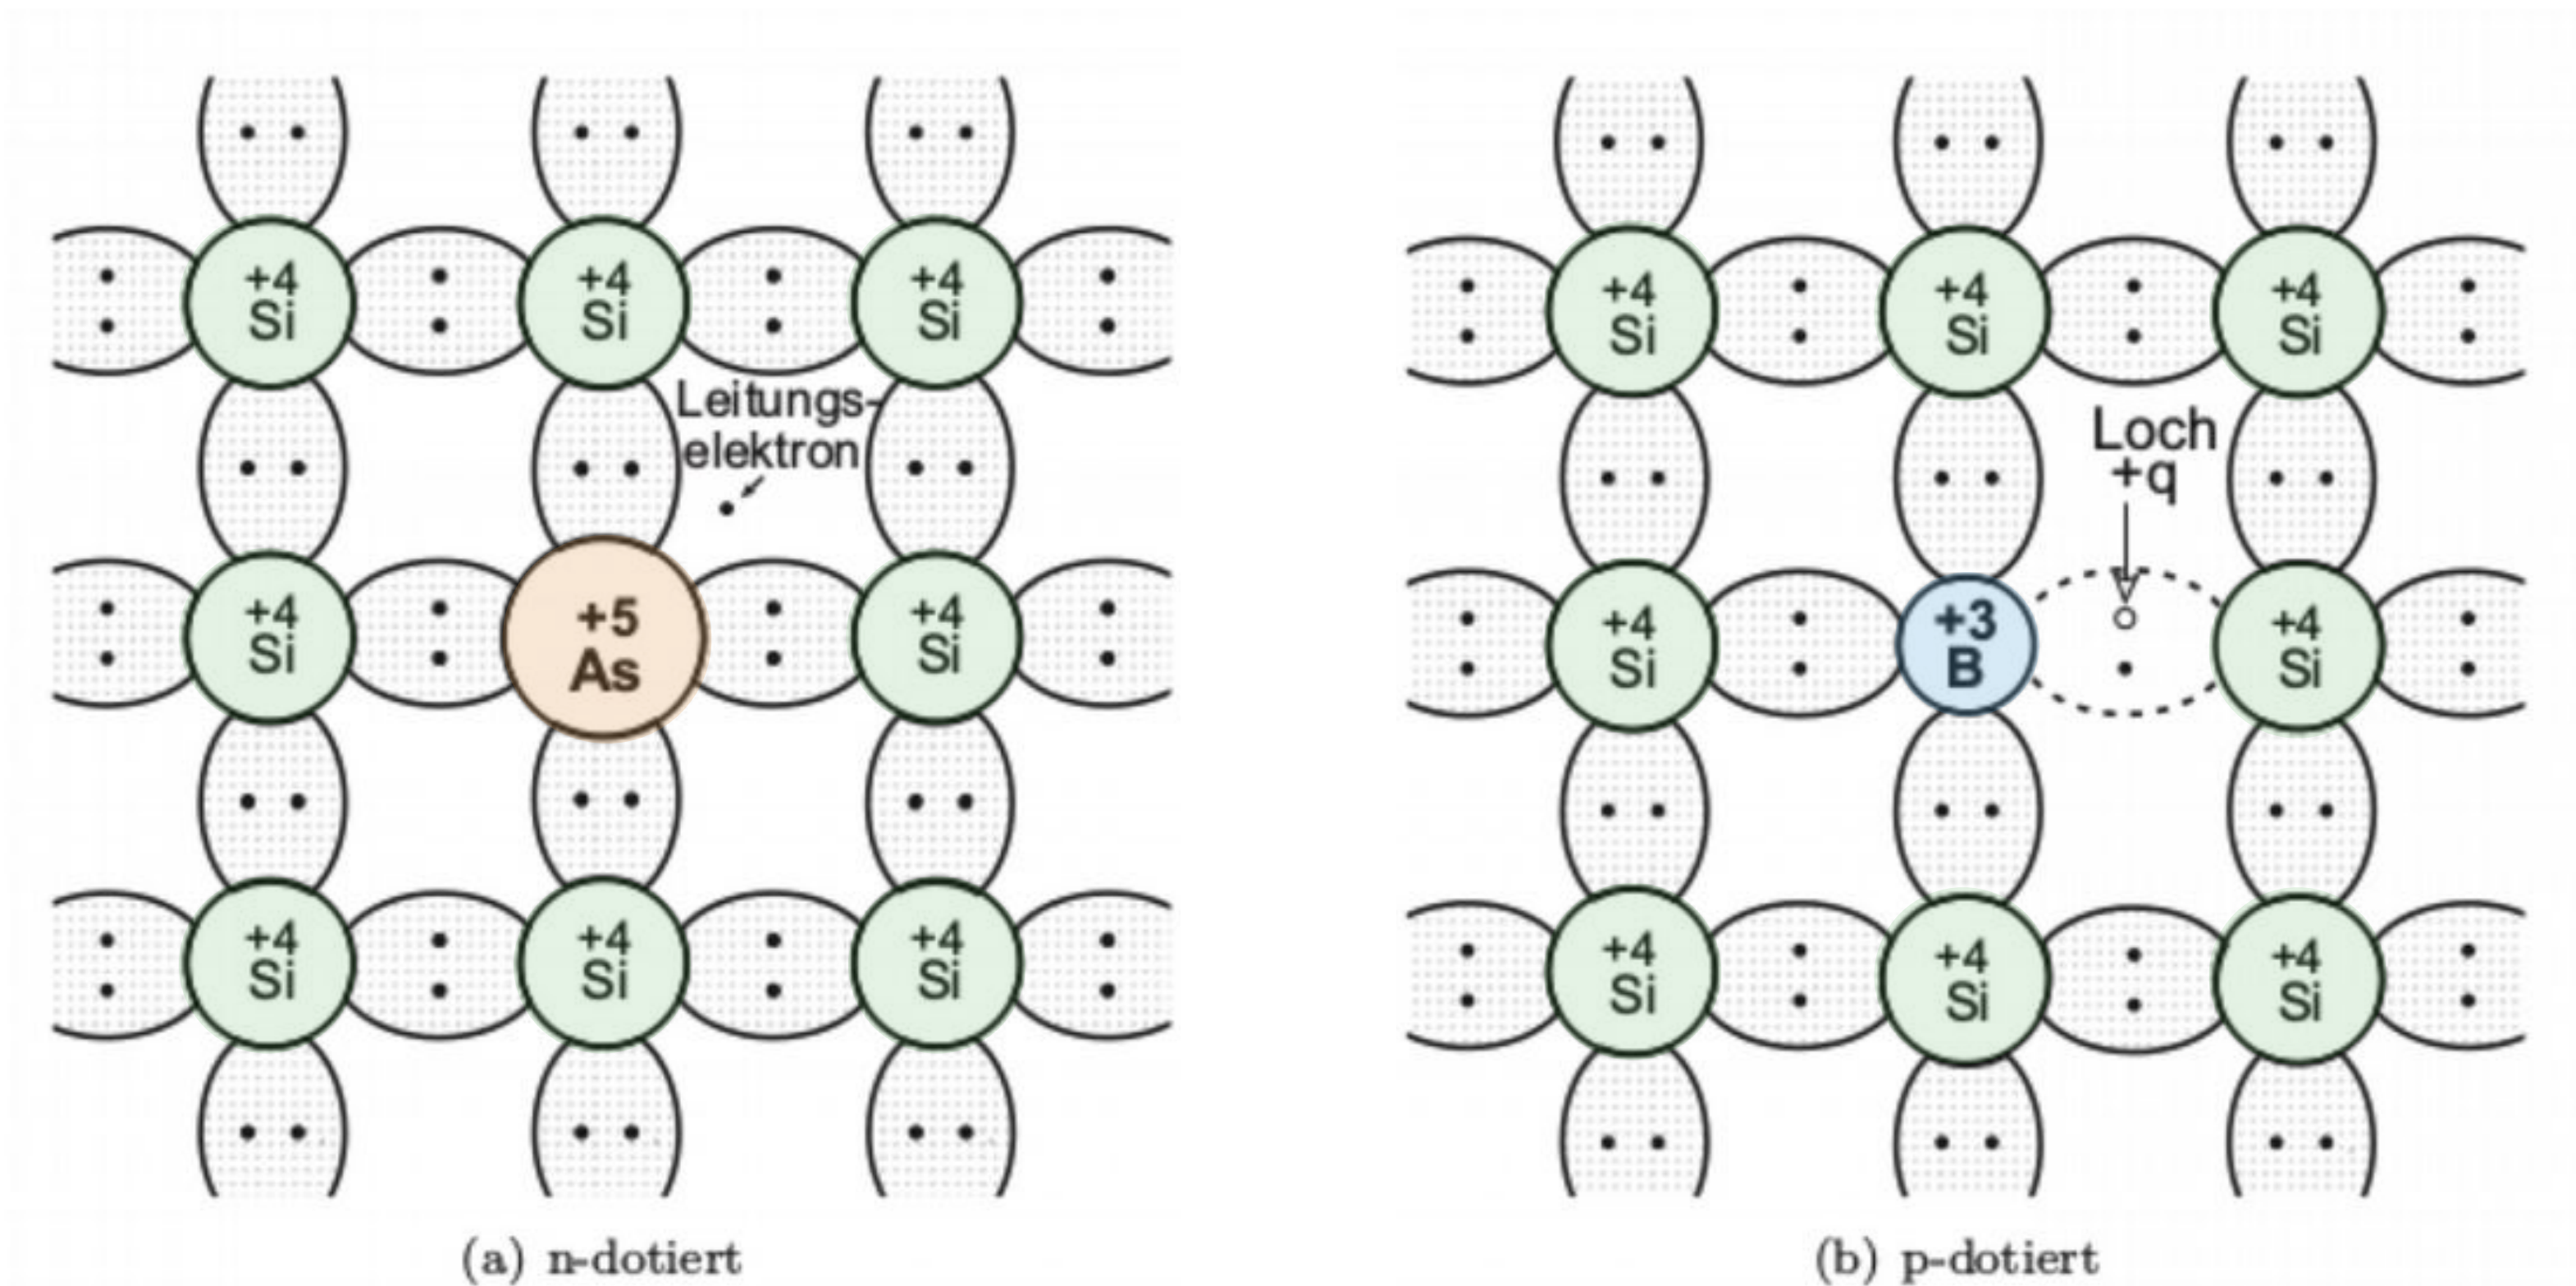 +4
Si
+4
Si
+4
Si
Leitungs-
elektron
+4
Si
+5
As
+4
Si
+4
Si
+4
Si
+4
Si
(a) n-dotiert
+4
Si
+4
Si
+4
Si
Loch
+q
+4
Si
+3
B
+4
Si
+4
Si
+4
Si
+4
Si
(b) p-dotiert